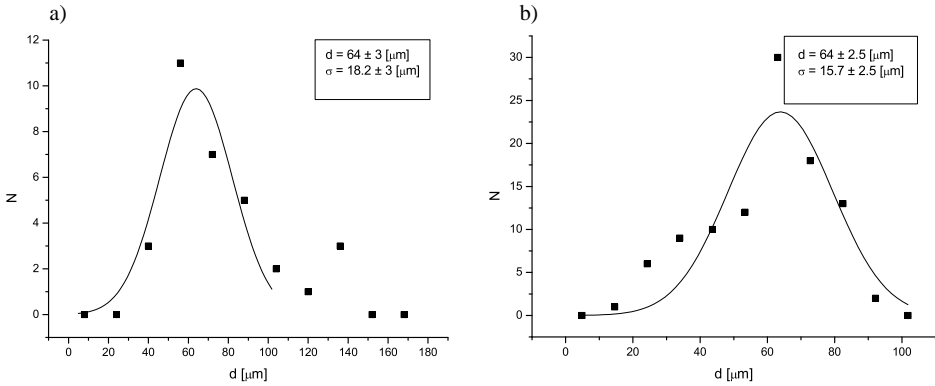 a)
12
10
8
6
4
2
0
N
0 20 40 60 80 100 120 140 160 180
d [μm]
d = 64 ± 3 [μm]
σ = 18.2 ± 3 [μm]
b)
30
25
20
15
10
5
0
N
0 20 40 60 80 100
d [μm]
d = 64 ± 2.5 [μm]
σ = 15.7 ± 2.5 [μm]